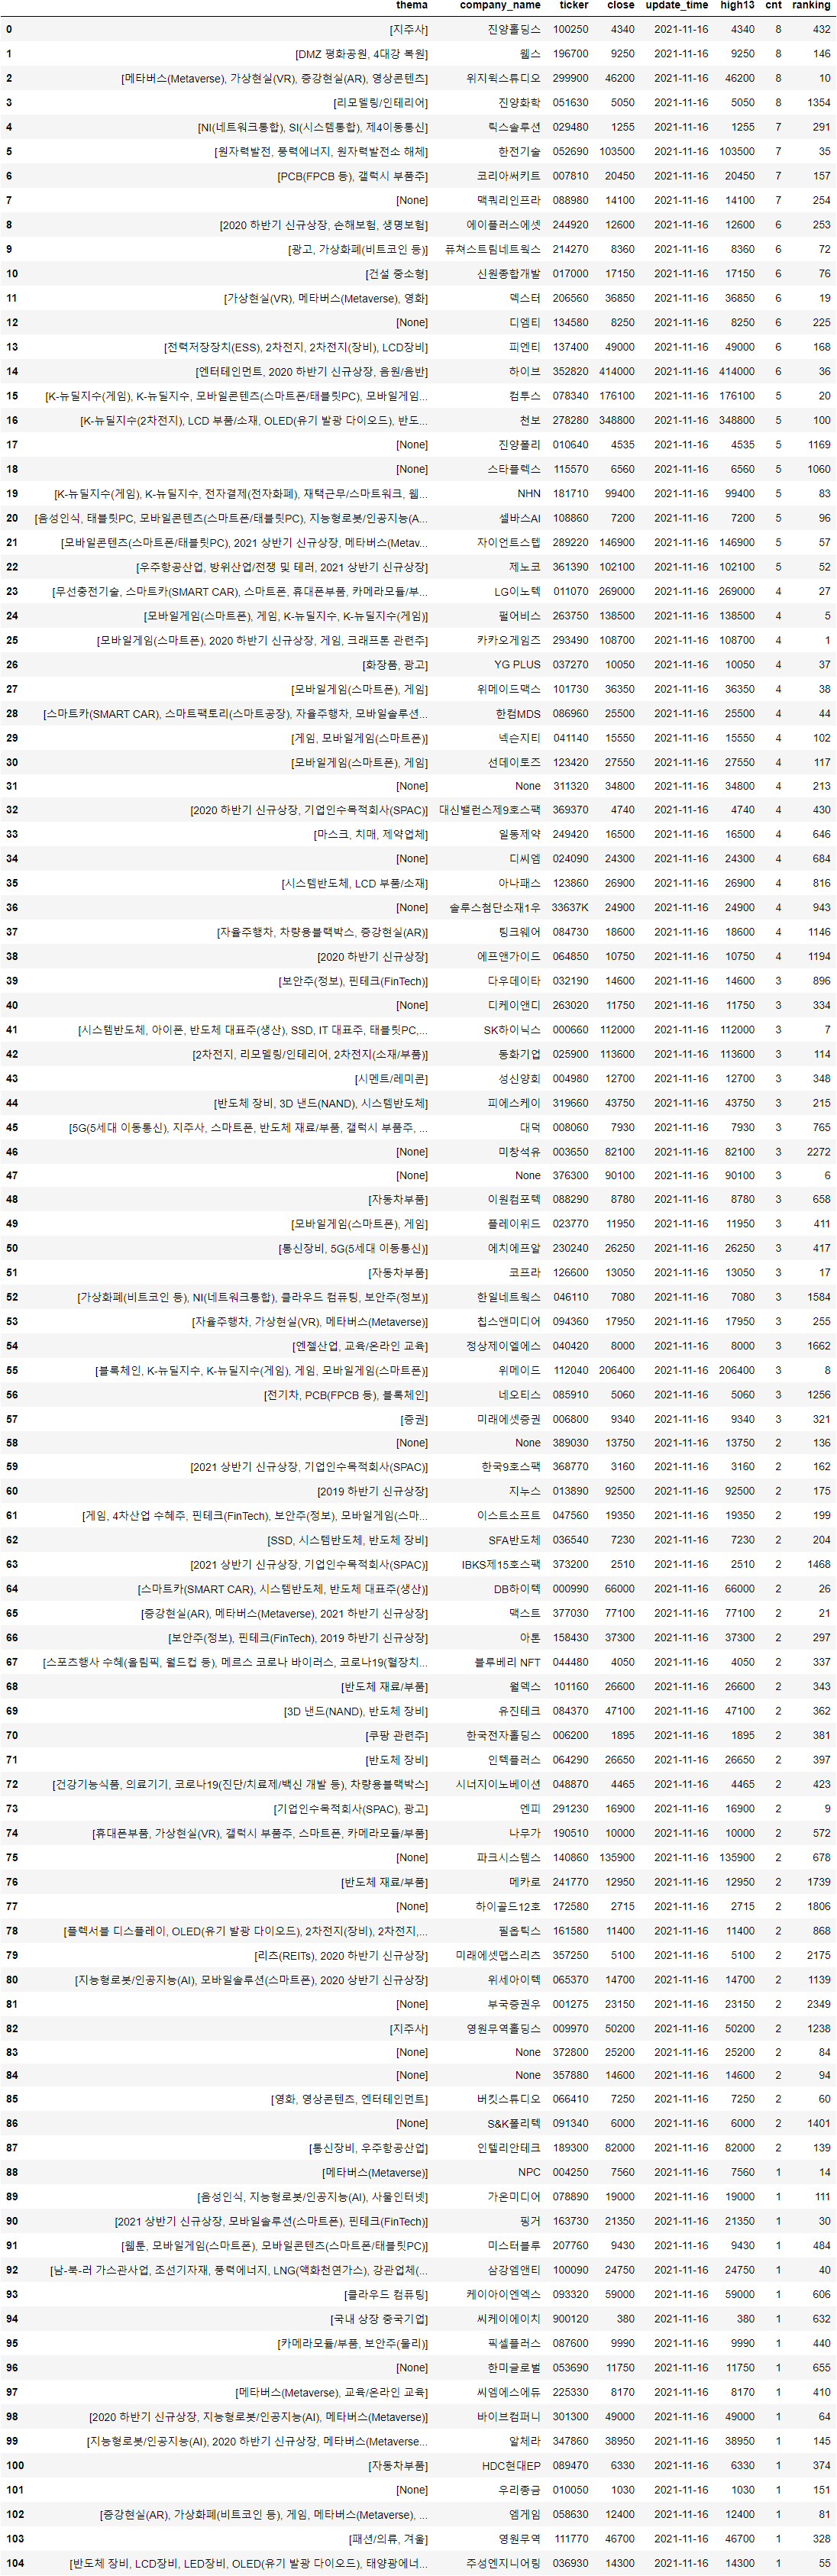 thema company_name ticker close update_time high13 cnt ranking
0 [지주사] 진양홀딩스 100250 4340 2021-11-16 4340 8 432
1 [DMZ 평화공원, 4대강 복원] 웰스 196700 9250 2021-11-16 9250 8 146
2 [메타버스(Metaverse), 가상현실(VR), 증강현실(AR), 영상콘텐츠] 위지윅스튜디오 299900 46200 2021-11-16 46200 8 10
3 [리모델링/인테리어] 진양화학 051630 5050 2021-11-16 5050 8 1354
4 [NI(네트워크통합), SI(시스템통합), 제4이동통신] 릭스솔루션 029480 1255 2021-11-16 1255 7 291
5 [원자력발전, 풍력에너지, 원자력발전소 해체] 한전기술 052690 103500 2021-11-16 103500 7 35
6 [PCB(FPCB 등), 갤럭시 부품주] 코리아써키트 007810 20450 2021-11-16 20450 7 157
7 [None] 맥쿼리인프라 088980 14100 2021-11-16 14100 7 254
8 [2020 하반기 신규상장, 손해보험, 생명보험] 에이플러스에셋 244920 12600 2021-11-16 12600 6 253
9 [광고, 가상화폐(비트코인 등)] 퓨쳐스트림네트웍스 214270 8360 2021-11-16 8360 6 72
10 [건설 중소형] 신원종합개발 017000 17150 2021-11-16 17150 6 76
11 [가상현실(VR), 메타버스(Metaverse), 영화] 덱스터 206560 36850 2021-11-16 36850 6 19
12 [None] 디엠티 134580 8250 2021-11-16 8250 6 225
13 [전력저장장치(ESS), 2차전지, 2차전지(장비), LCD장비] 피엔티 137400 49000 2021-11-16 49000 6 168
14 [엔터테인먼트, 2020 하반기 신규상장, 음원/음반] 하이브 352820 414000 2021-11-16 414000 6 36
15 [K-뉴딜지수(게임), K-뉴딜지수, 모바일콘텐츠(스마트폰/태블릿PC), 모바일게임... 컴투스 078340 176100 2021-11-16 176100 5 20
16 [K-뉴딜지수(2차전지), LCD 부품/소재, OLED(유기 발광 다이오드), 반도... 천보 278280 348800 2021-11-16 348800 5 100
17 [None] 진양폴리 010640 4535 2021-11-16 4535 5 1169
18 [None] 스타플렉스 115570 6560 2021-11-16 6560 5 1060
19 [K-뉴딜지수(게임), K-뉴딜지수, 전자결제(전자화폐), 재택근무/스마트워크, 웹... NHN 181710 99400 2021-11-16 99400 5 83
20 [음성인식, 태블릿PC, 모바일콘텐츠(스마트폰/태블릿PC), 지능형로봇/인공지능(A... 셀바스AI 108860 7200 2021-11-16 7200 5 96
21 [모바일콘텐츠(스마트폰/태블릿PC), 2021 상반기 신규상장, 메타버스(Metav... 자이언트스텝 289220 146900 2021-11-16 146900 5 57
22 [우주항공산업, 방위산업/전쟁 및 테러, 2021 상반기 신규상장] 제노코 361390 102100 2021-11-16 102100 5 52
23 [무선충전기술, 스마트카(SMART CAR), 스마트폰, 휴대폰부품, 카메라모듈/부... LG이노텍 011070 269000 2021-11-16 269000 4 27
24 [모바일게임(스마트폰), 게임, K-뉴딜지수, K-뉴딜지수(게임)] 펄어비스 263750 138500 2021-11-16 138500 4 5
25 [모바일게임(스마트폰), 2020 하반기 신규상장, 게임, 크래프톤 관련주] 카카오게임즈 293490 108700 2021-11-16 108700 4 1
26 [화장품, 광고] YG PLUS 037270 10050 2021-11-16 10050 4 37
27 [모바일게임(스마트폰), 게임] 위메이드맥스 101730 36350 2021-11-16 36350 4 38
28 [스마트카(SMART CAR), 스마트팩토리(스마트공장), 자율주행차, 모바일솔루션... 한컴MDS 086960 25500 2021-11-16 25500 4 44
29 [게임, 모바일게임(스마트폰)] 넥슨지티 041140 15550 2021-11-16 15550 4 102
30 [모바일게임(스마트폰), 게임] 선데이토즈 123420 27550 2021-11-16 27550 4 117
31 [None] None 311320 34800 2021-11-16 34800 4 213
32 [2020 하반기 신규상장, 기업인수목적회사(SPAC)] 대신밸런스제9호스팩 369370 4740 2021-11-16 4740 4 430
33 [마스크, 치매, 제약업체] 일동제약 249420 16500 2021-11-16 16500 4 646
34 [None] 디씨엠 024090 24300 2021-11-16 24300 4 684
35 [시스템반도체, LCD 부품/소재] 아나패스 123860 26900 2021-11-16 26900 4 816
36 [None] 솔루스첨단소재1우 33637K 24900 2021-11-16 24900 4 943
37 [자율주행차, 차량용블랙박스, 증강현실(AR)] 팅크웨어 084730 18600 2021-11-16 18600 4 1146
38 [2020 하반기 신규상장] 에프앤가이드 064850 10750 2021-11-16 10750 4 1194
39 [보안주(정보), 핀테크(FinTech)] 다우데이타 032190 14600 2021-11-16 14600 3 896
40 [None] 디케이앤디 263020 11750 2021-11-16 11750 3 334
41 [시스템반도체, 아이폰, 반도체 대표주(생산), SSD, IT 대표주, 태블릿PC,... SK하이닉스 000660 112000 2021-11-16 112000 3 7
42 [2차전지, 리모델링/인테리어, 2차전지(소재/부품)] 동화기업 025900 113600 2021-11-16 113600 3 114
43 [시멘트/레미콘] 성신양회 004980 12700 2021-11-16 12700 3 348
44 [반도체 장비, 3D 낸드(NAND), 시스템반도체] 피에스케이 319660 43750 2021-11-16 43750 3 215
45 [5G(5세대 이동통신), 지주사, 스마트폰, 반도체 재료/부품, 갤럭시 부품주, ... 대덕 008060 7930 2021-11-16 7930 3 765
46 [None] 미창석유 003650 82100 2021-11-16 82100 3 2272
47 [None] None 376300 90100 2021-11-16 90100 3 6
48 [자동차부품] 이원컴포텍 088290 8780 2021-11-16 8780 3 658
49 [모바일게임(스마트폰), 게임] 플레이위드 023770 11950 2021-11-16 11950 3 411
50 [통신장비, 5G(5세대 이동통신)] 에치에프알 230240 26250 2021-11-16 26250 3 417
51 [자동차부품] 코프라 126600 13050 2021-11-16 13050 3 17
52 [가상화폐(비트코인 등), NI(네트워크통합), 클라우드 컴퓨팅, 보안주(정보)] 한일네트웍스 046110 7080 2021-11-16 7080 3 1584
53 [자율주행차, 가상현실(VR), 메타버스(Metaverse)] 칩스앤미디어 094360 17950 2021-11-16 17950 3 255
54 [엔젤산업, 교육/온라인 교육] 정상제이엘에스 040420 8000 2021-11-16 8000 3 1662
55 [블록체인, K-뉴딜지수, K-뉴딜지수(게임), 게임, 모바일게임(스마트폰)] 위메이드 112040 206400 2021-11-16 206400 3 8
56 [전기차, PCB(FPCB 등), 블록체인] 네오티스 085910 5060 2021-11-16 5060 3 1256
57 [증권] 미래에셋증권 006800 9340 2021-11-16 9340 3 321
58 [None] None 389030 13750 2021-11-16 13750 2 136
59 [2021 상반기 신규상장, 기업인수목적회사(SPAC)] 한국9호스팩 368770 3160 2021-11-16 3160 2 162
60 [2019 하반기 신규상장] 지누스 013890 92500 2021-11-16 92500 2 175
61 [게임, 4차산업 수혜주, 핀테크(FinTech), 보안주(정보), 모바일게임(스마... 이스트소프트 047560 19350 2021-11-16 19350 2 199
62 [SSD, 시스템반도체, 반도체 장비] SFA반도체 036540 7230 2021-11-16 7230 2 204
63 [2021 상반기 신규상장, 기업인수목적회사(SPAC)] IBKS제15호스팩 373200 2510 2021-11-16 2510 2 1468
64 [스마트카(SMART CAR), 시스템반도체, 반도체 대표주(생산)] DB하이텍 000990 66000 2021-11-16 66000 2 26
65 [증강현실(AR), 메타버스(Metaverse), 2021 하반기 신규상장] 맥스트 377030 77100 2021-11-16 77100 2 21
66 [보안주(정보), 핀테크(FinTech), 2019 하반기 신규상장] 아톤 158430 37300 2021-11-16 37300 2 297
67 [스포츠행사 수혜(올림픽, 월드컵 등), 메르스 코로나 바이러스, 코로나19(혈장치... 블루베리 NFT 044480 4050 2021-11-16 4050 2 337
68 [반도체 재료/부품] 월덱스 101160 26600 2021-11-16 26600 2 343
69 [3D 낸드(NAND), 반도체 장비] 유진테크 084370 47100 2021-11-16 47100 2 362
70 [쿠팡 관련주] 한국전자홀딩스 006200 1895 2021-11-16 1895 2 381
71 [반도체 장비] 인텍플러스 064290 26650 2021-11-16 26650 2 397
72 [건강기능식품, 의료기기, 코로나19(진단/치료제/백신 개발 등), 차량용블랙박스] 시너지이노베이션 048870 4465 2021-11-16 4465 2 423
73 [기업인수목적회사(SPAC), 광고] 엔피 291230 16900 2021-11-16 16900 2 9
74 [휴대폰부품, 가상현실(VR), 갤럭시 부품주, 스마트폰, 카메라모듈/부품] 나무가 190510 10000 2021-11-16 10000 2 572
75 [None] 파크시스템스 140860 135900 2021-11-16 135900 2 678
76 [반도체 재료/부품] 메카로 241770 12950 2021-11-16 12950 2 1739
77 [None] 하이골드12호 172580 2715 2021-11-16 2715 2 1806
78 [플렉서블 디스플레이, OLED(유기 발광 다이오드), 2차전지(장비), 2차전지,... 필옵틱스 161580 11400 2021-11-16 11400 2 868
79 [리츠(REITs), 2020 하반기 신규상장] 미래에셋맵스리츠 357250 5100 2021-11-16 5100 2 2175
80 [지능형로봇/인공지능(AI), 모바일솔루션(스마트폰), 2020 상반기 신규상장] 위세아이텍 065370 14700 2021-11-16 14700 2 1139
81 [None] 부국증권우 001275 23150 2021-11-16 23150 2 2349
82 [지주사] 영원무역홀딩스 009970 50200 2021-11-16 50200 2 1238
83 [None] None 372800 25200 2021-11-16 25200 2 84
84 [None] None 357880 14600 2021-11-16 14600 2 94
85 [영화, 영상콘텐츠, 엔터테인먼트] 버킷스튜디오 066410 7250 2021-11-16 7250 2 60
86 [None] S&K폴리텍 091340 6000 2021-11-16 6000 2 1401
87 [통신장비, 우주항공산업] 인텔리안테크 189300 82000 2021-11-16 82000 2 139
88 [메타버스(Metaverse)] NPC 004250 7560 2021-11-16 7560 1 14
89 [음성인식, 지능형로봇/인공지능(AI), 사물인터넷] 가온미디어 078890 19000 2021-11-16 19000 1 111
90 [2021 상반기 신규상장, 모바일솔루션(스마트폰), 핀테크(FinTech)] 핑거 163730 21350 2021-11-16 21350 1 30
91 [웹툰, 모바일게임(스마트폰), 모바일콘텐츠(스마트폰/태블릿PC)] 미스터블루 207760 9430 2021-11-16 9430 1 484
92 [남-북-러 가스관사업, 조선기자재, 풍력에너지, LNG(액화천연가스), 강관업체(... 삼강엠앤티 100090 24750 2021-11-16 24750 1 40
93 [클라우드 컴퓨팅] 케이아이엔엑스 093320 59000 2021-11-16 59000 1 606
94 [국내 상장 중국기업] 씨케이에이치 900120 380 2021-11-16 380 1 632
95 [카메라모듈/부품, 보안주(물리)] 픽셀플러스 087600 9990 2021-11-16 9990 1 440
96 [None] 한미글로벌 053690 11750 2021-11-16 11750 1 655
97 [메타버스(Metaverse), 교육/온라인 교육] 씨엠에스에듀 225330 8170 2021-11-16 8170 1 410
98 [2020 하반기 신규상장, 지능형로봇/인공지능(AI), 메타버스(Metaverse)] 바이브컴퍼니 301300 49000 2021-11-16 49000 1 64
99 [지능형로봇/인공지능(AI), 2020 하반기 신규상장, 메타버스(Metaverse... 알체라 347860 38950 2021-11-16 38950 1 145
100 [자동차부품] HDC현대EP 089470 6330 2021-11-16 6330 1 374
101 [None] 우리종금 010050 1030 2021-11-16 1030 1 151
102 [증강현실(AR), 가상화폐(비트코인 등), 게임, 메타버스(Metaverse), ... 엠게임 058630 12400 2021-11-16 12400 1 81
103 [패션/의류, 겨울] 영원무역 111770 46700 2021-11-16 46700 1 328
104 [반도체 장비, LCD장비, LED장비, OLED(유기 발광 다이오드), 태양광에너... 주성엔지니어링 036930 14300 2021-11-16 14300 1 55